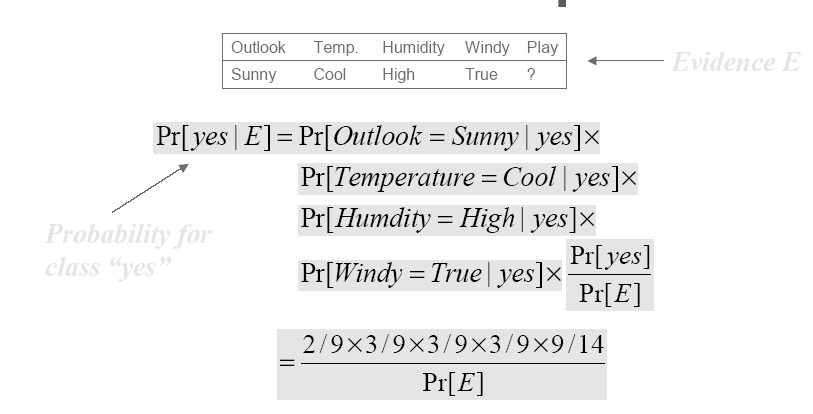 Outlook Temp. Humidity Windy Play
Sunny Cool High True ?
Evidence E
Pr[yes | E] = Pr[Outlook = Sunny | yes]×
Pr[Temperature = Cool | yes]×
Pr[Humdity = High | yes]×
Probability for
class “yes”
Pr[Windy = True | yes]× Pr[yes]
Pr[E]
= 2/9×3/9×3/9×3/9×9/14
Pr[E]